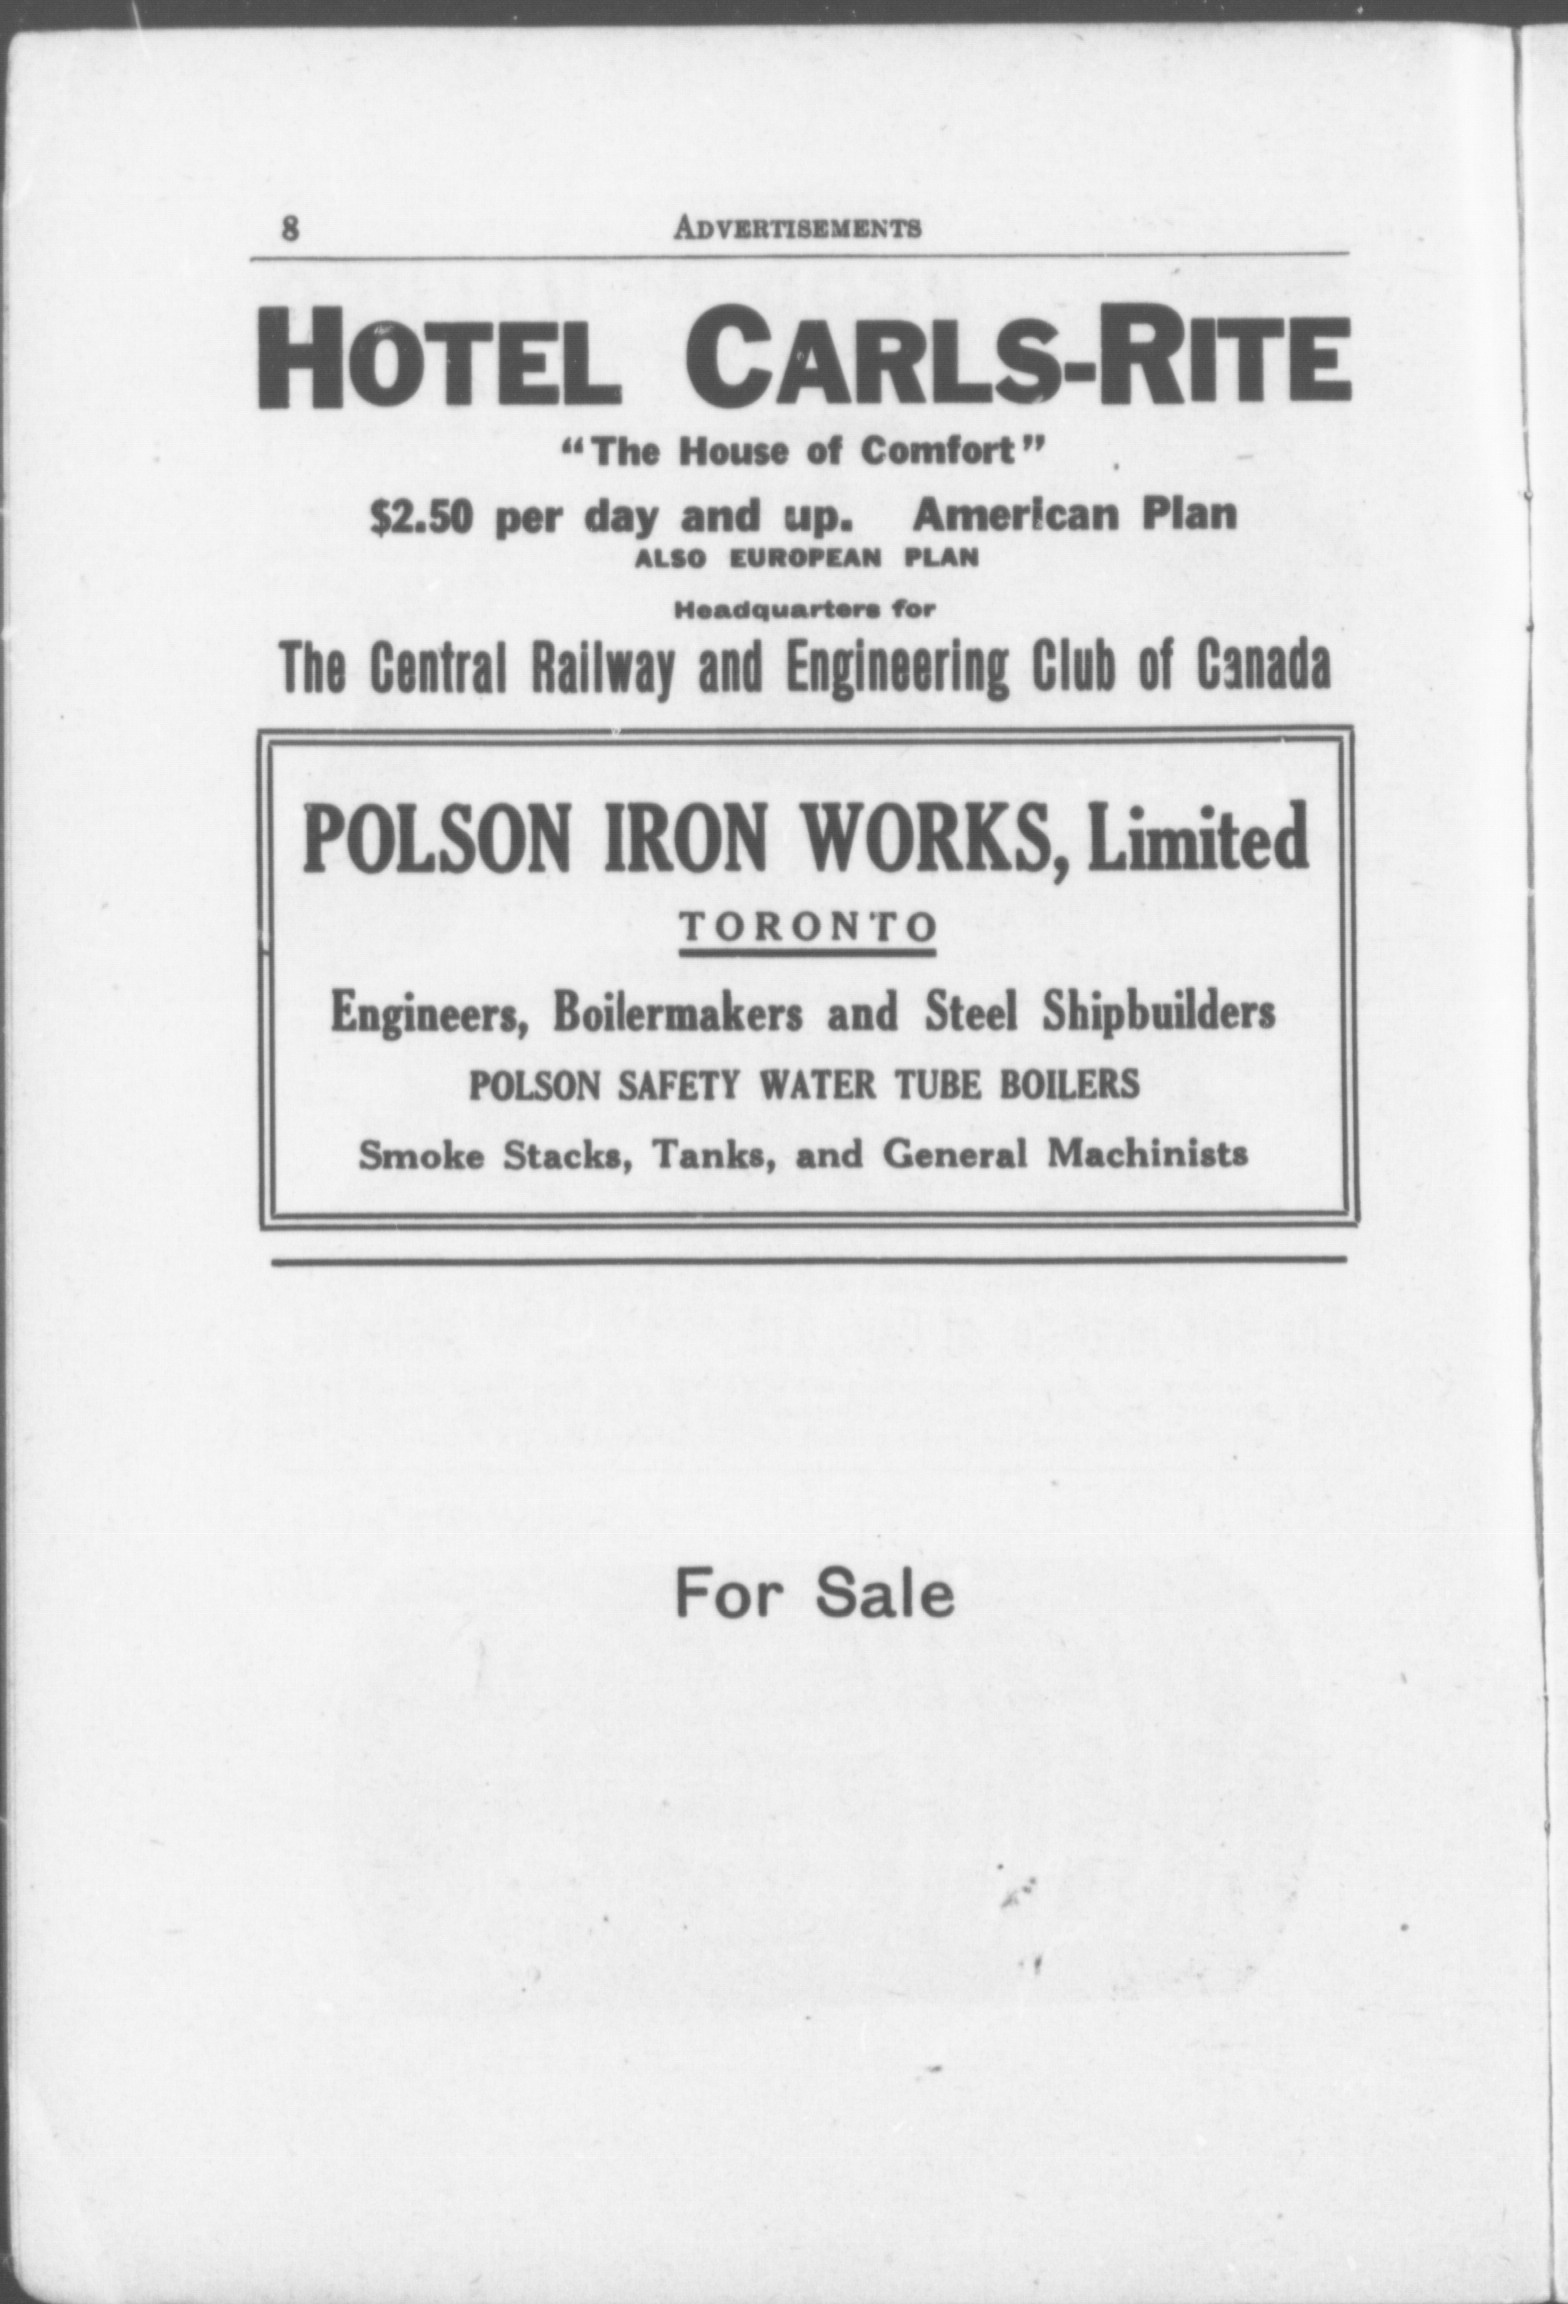 8 ADVERTISEMENTS
HOTEL CARLS-RITE
“The House of Comfort”
$2.50 per day and up. American Plan
ALSO EUROPEAN PLAN
Headquarters for
The Central Railway and Engineering Club of Canada
POLSON IRON WORKS, Limited
TORONTO
Engineers, Boilermakers and Steel Shipbuilders
POLSON SAFETY WATER TUBE BOILERS
Smoke Stacks, Tanks, and General Machinists
For Sale